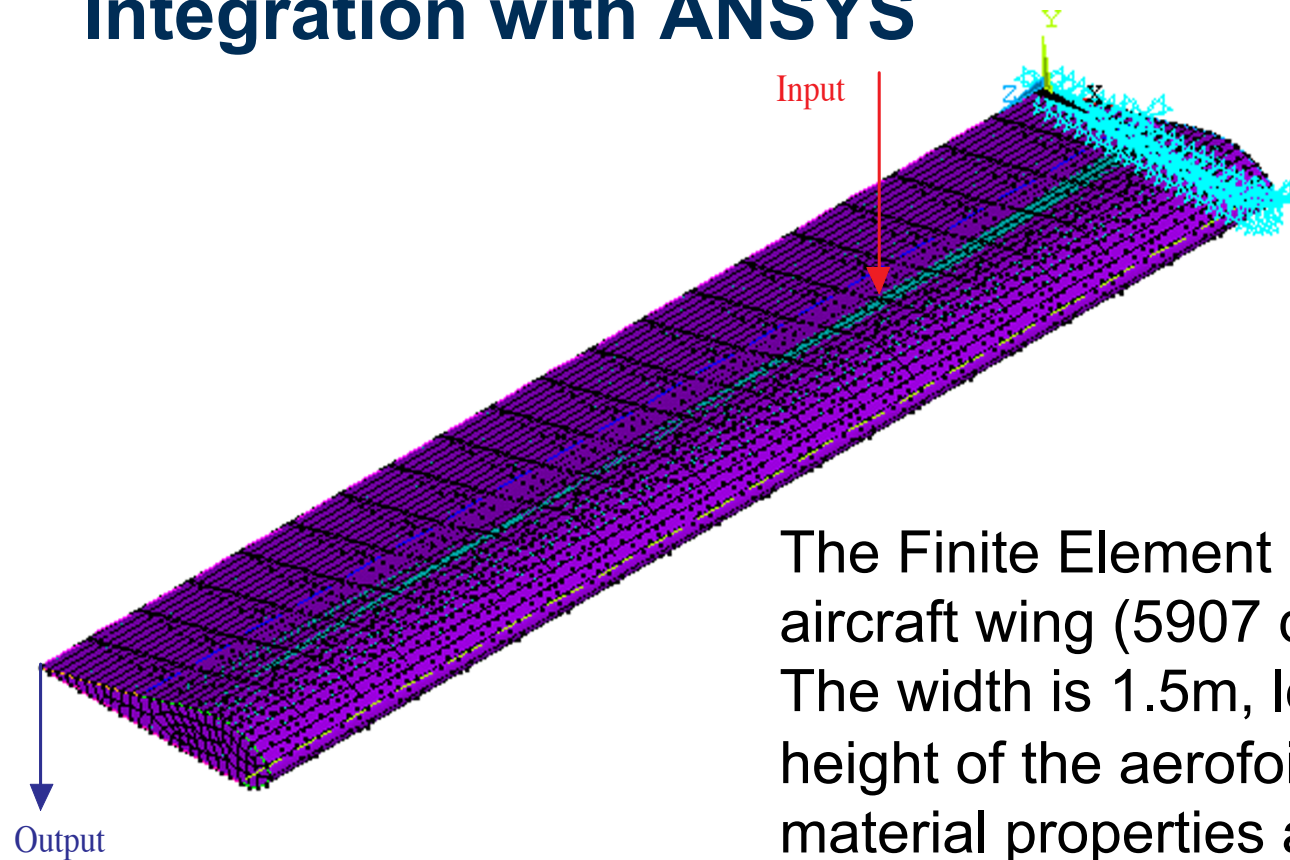 Integration with ANSYS
Y
Input
Z
X
The Finite Element
aircraft wing (5907
The width is 1.5m,
height of the
material properties
Output